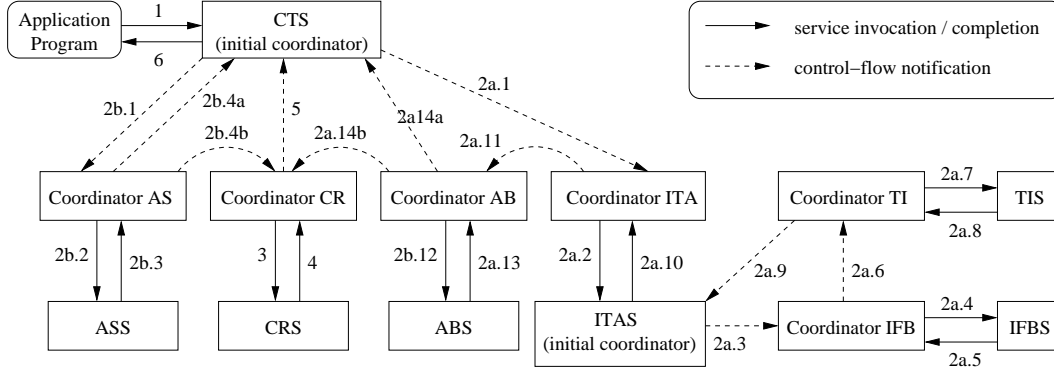 Application
Program
1
6
CTS
(initial coordinator)
service invocation / completion
control−flow notification
2b.1
2b.4a
5
2a14a
2a.1
2b.4b
2a.14b
2a.11
Coordinator AS
Coordinator CR
Coordinator AB
Coordinator ITA
Coordinator TI
2a.7
2a.8
TIS
2b.2
2b.3
3
4
2b.12
2a.13
2a.2
2a.10
2a.9
2a.6
ASS
CRS
ABS
ITAS
(initial coordinator)
2a.3
Coordinator IFB
2a.4
2a.5
IFBS